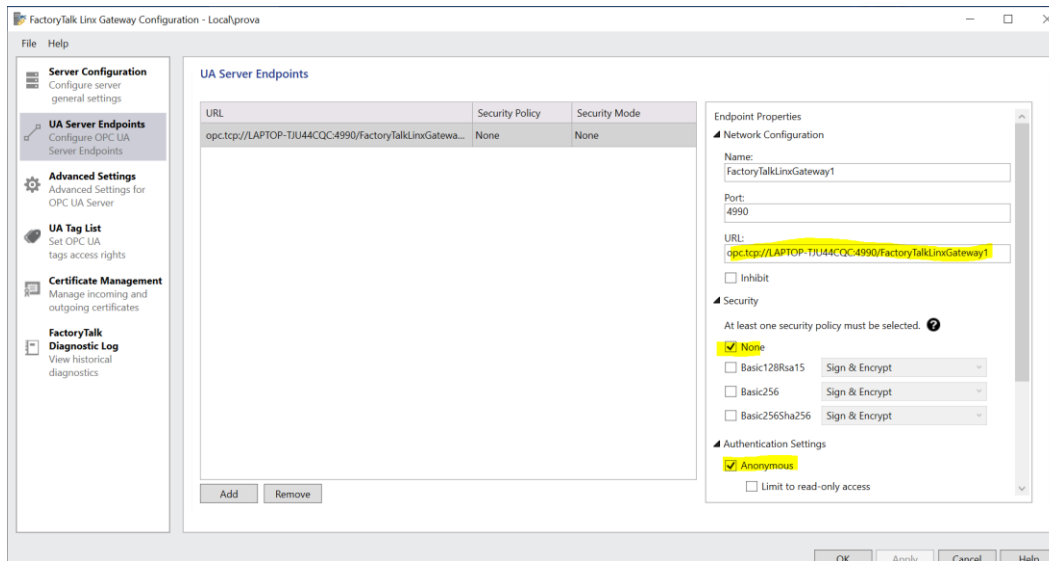 FactoryTalk Linx Gateway Configuration - Local\prova
File Help
Server Configuration
Configure server
general settings
UA Server Endpoints
Configure OPC UA
Server Endpoints
Advanced Settings
Advanced Settings for
OPC UA Server
UA Tag List
Set OPC UA
tags access rights
Certificate Management
Manage incoming and
outgoing certificates
FactoryTalk
Diagnostic Log
View historical
diagnostics
UA Server Endpoints
URL Security Policy Security Mode
opc.tcp://LAPTOP-TJU44CQC:4990/FactoryTalkLinxGatewa... None None
Add Remove
Endpoint Properties
Network Configuration
Name:
FactoryTalkLinxGateway1
Port:
4990
URL:
opc.tcp://LAPTOP-TJU44CQC:4990/FactoryTalkLinxGateway1
Inhibit
Security
At least one security policy must be selected. ?
None
Basic128Rsa15 Sign & Encrypt
Basic256 Sign & Encrypt
Basic256Sha256 Sign & Encrypt
Authentication Settings
Anonymous
Limit to read-only access
OK Apply Cancel Help